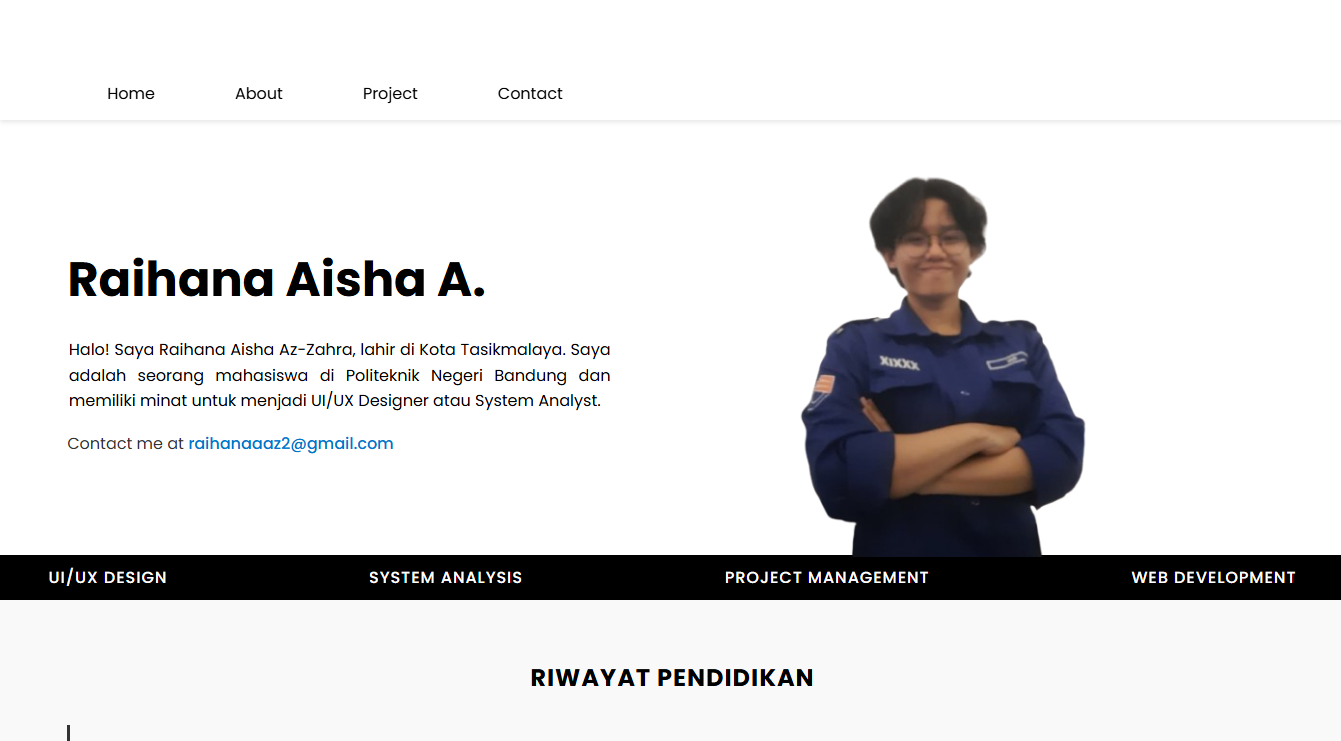 Home About Project Contact
Raihana Aisha A.
Halo! Saya Raihana Aisha Az-Zahra, lahir di Kota Tasikmalaya. Saya
adalah seorang mahasiswa di Politeknik Negeri Bandung dan
memiliki minat untuk menjadi UI/UX Designer atau System Analyst.
Contact me at raihanaaaz2@gmail.com
XIXXX
UI/UX DESIGN SYSTEM ANALYSIS PROJECT MANAGEMENT WEB DEVELOPMENT
RIWAYAT PENDIDIKAN